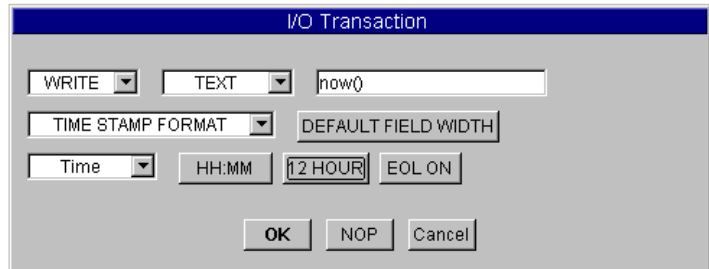 I/O Transaction
WRITE TEXT now()
TIME STAMP FORMAT DEFAULT FIELD WIDTH
Time HH:MM 12 HOUR EOL ON
OK NOP Cancel